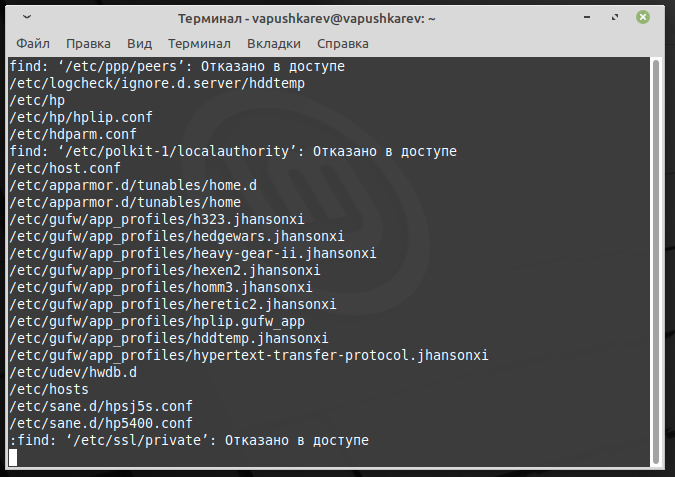 Терминал - vapushkarev@vapushkarev: ~
Файл Правка Вид Терминал Вкладки Справка
find: ‘/etc/ppp/peers’: Отказано в доступе
/etc/logcheck/ignore.d.server/hddtemp
/etc/hp
/etc/hp/hplip.conf
/etc/hdparm.conf
find: ‘/etc/polkit-1/localauthority’: Отказано в доступе
/etc/host.conf
/etc/apparmor.d/tunables/home.d
/etc/apparmor.d/tunables/home
/etc/gufw/app_profiles/h323.jhansonxi
/etc/gufw/app_profiles/hedgewars.jhansonxi
/etc/gufw/app_profiles/heavy-gear-ii.jhansonxi
/etc/gufw/app_profiles/hexen2.jhansonxi
/etc/gufw/app_profiles/homm3.jhansonxi
/etc/gufw/app_profiles/heretic2.jhansonxi
/etc/gufw/app_profiles/hplip.gufw_app
/etc/gufw/app_profiles/hddtemp.jhansonxi
/etc/gufw/app_profiles/hypertext-transfer-protocol.jhansonxi
/etc/udev/hwdb.d
/etc/hosts
/etc/sane.d/hpsj5s.conf
/etc/sane.d/hp5400.conf
:find: ‘/etc/ssl/private’: Отказано в доступе